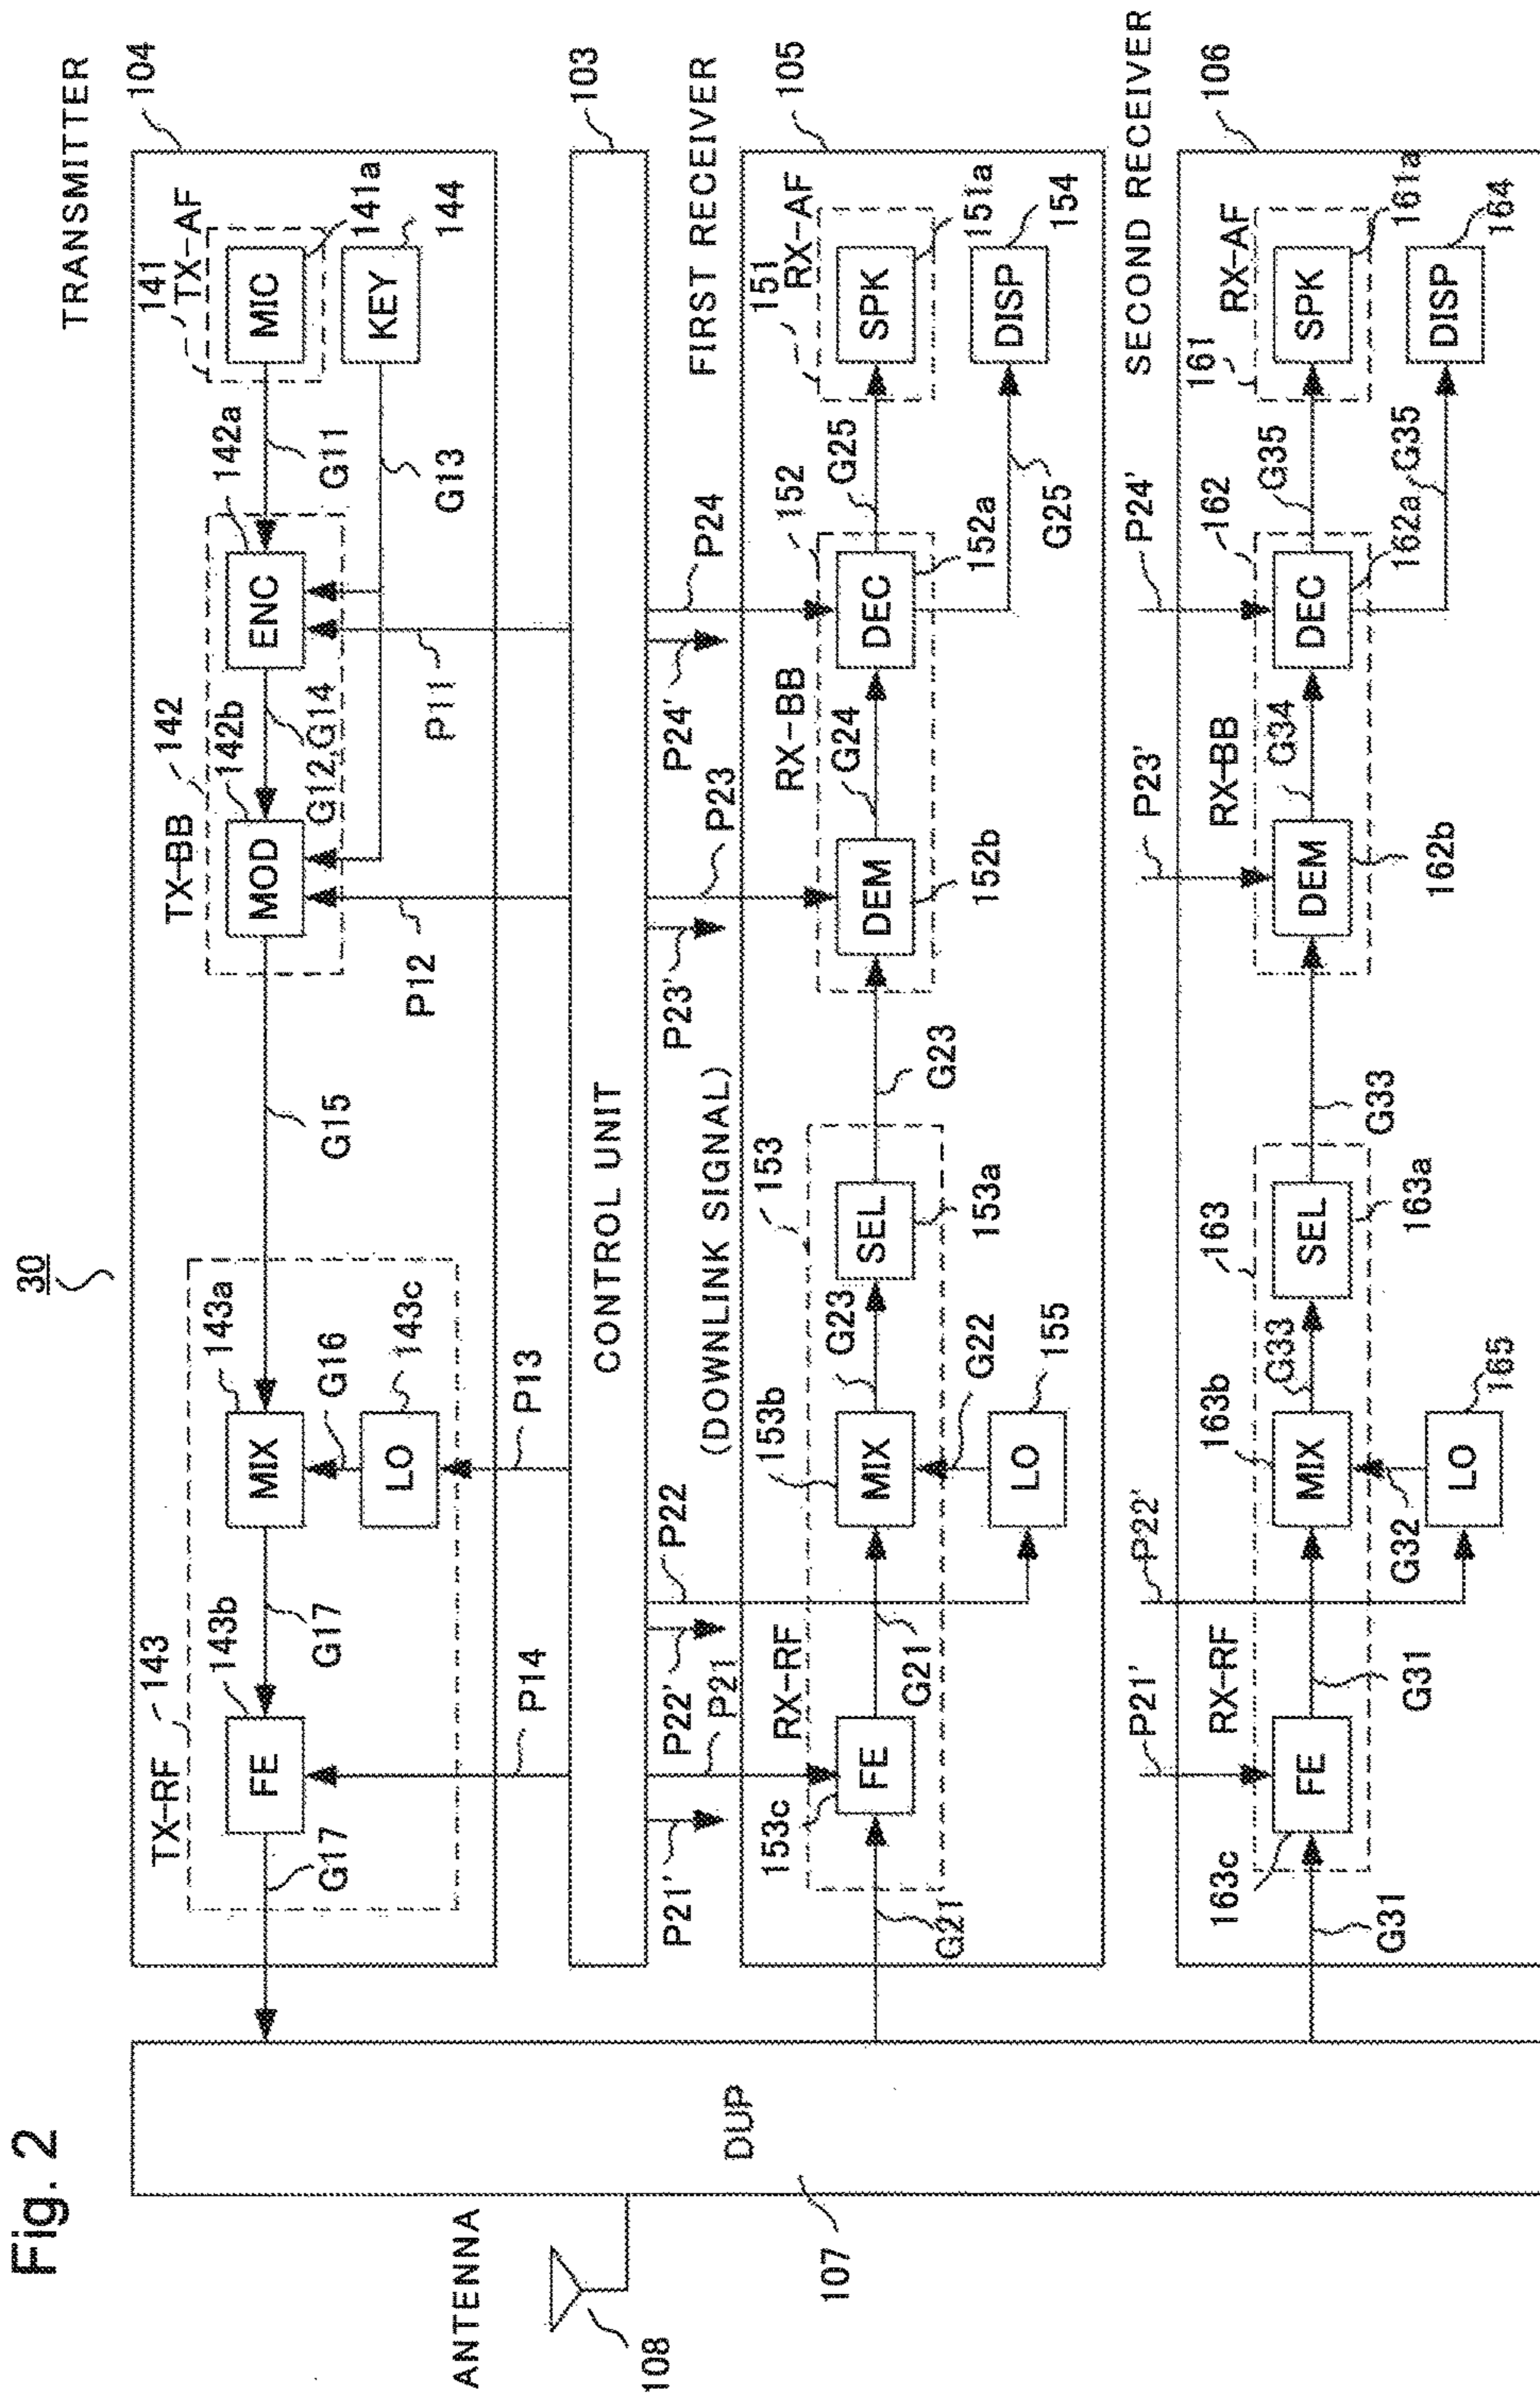 Fig. 2
30
TRANSMITTER
104
TX-RF
143
TX-BB
142
141
TX-AF
G17
143b
G17
143a
G15
142b
142a
141a
FE
MIX
MOD
ENC
MIC
G16
143c
G12,G14
G11
144
LO
KEY
G13
P14
P13
P12
P11
103
CONTROL UNIT
ANTENNA
108
DUP
107
P21'
P21
P22'
P22
(DOWNLINK SIGNAL)
P23'
P23
P24'
P24
FIRST RECEIVER
105
153c
RX-RF
153b
153
RX-BB
152
151
RX-AF
G23
G24
G25
FE
MIX
SEL
DEM
DEC
SPK
G21
G21
G22
153a
G23
152b
152a
151a
LO
155
G25
DISP
154
P21'
P22'
P23'
P24'
SECOND RECEIVER
106
163c
RX-RF
163b
163
RX-BB
162
161
RX-AF
G33
G34
G35
FE
MIX
SEL
DEM
DEC
SPK
G31
G31
G32
163a
G33
162b
162a
G35
161a
LO
165
DISP
164